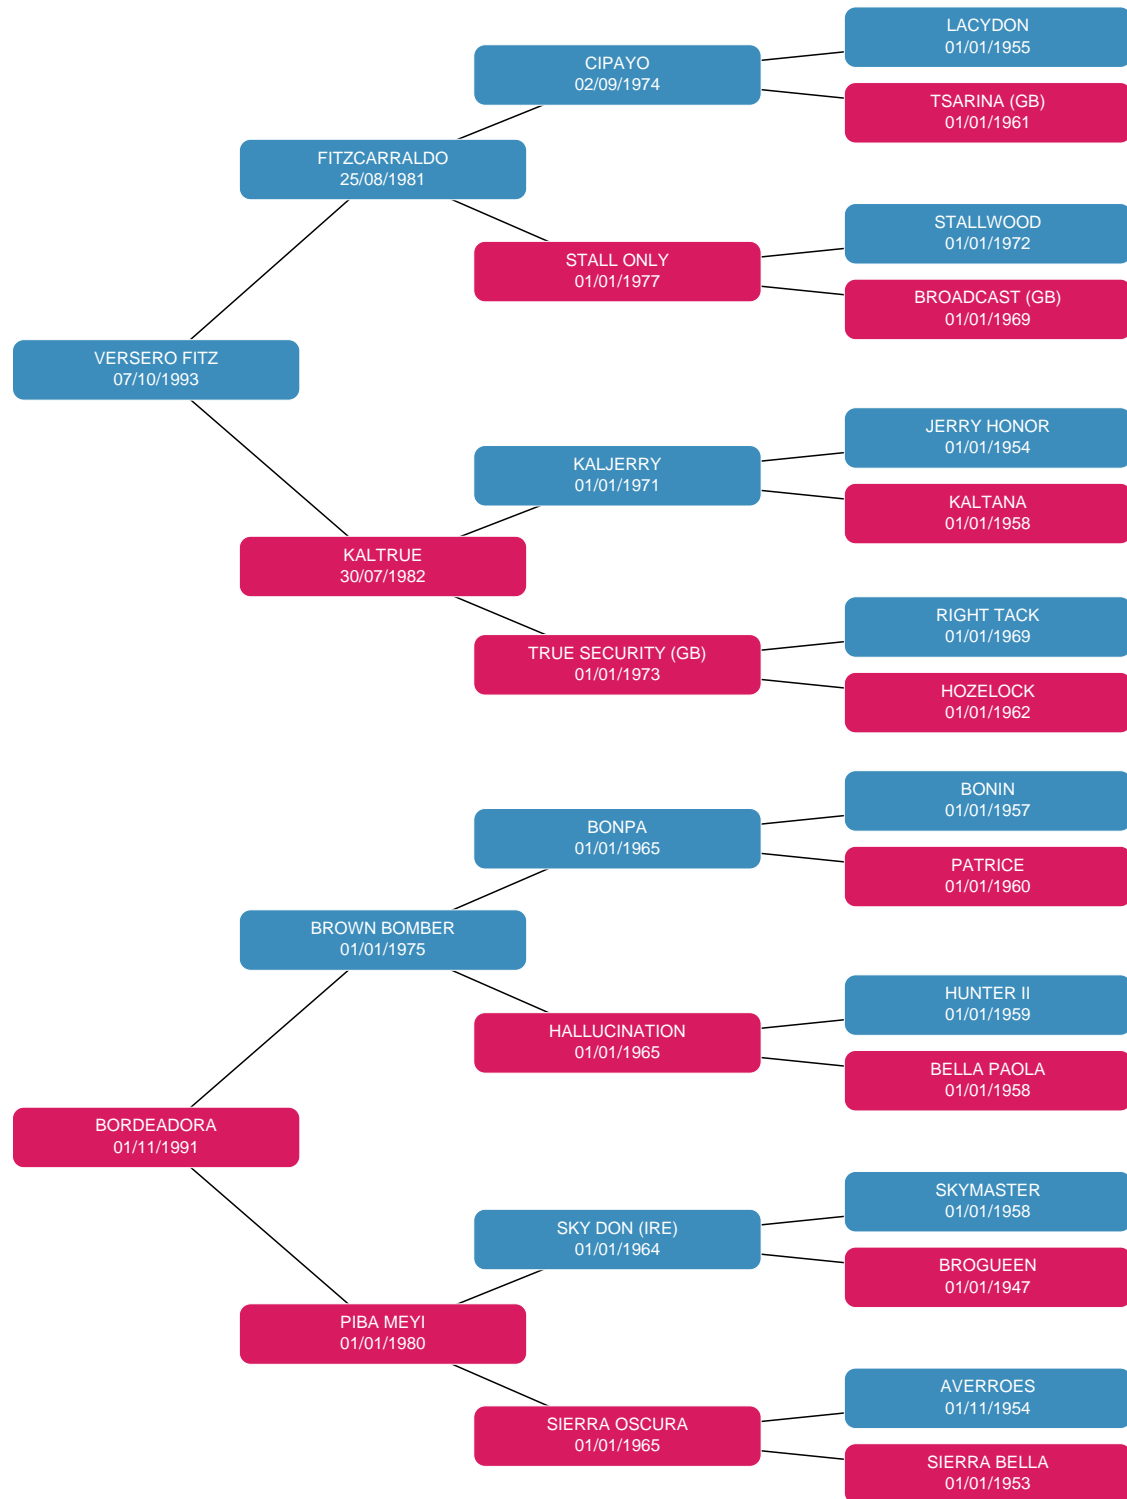 LACYDON
01/01/1955
CIPAYO
02/09/1974
TSARINA (GB)
01/01/1961
FITZCARRALDO
25/08/1981
STALLWOOD
01/01/1972
STALL ONLY
01/01/1977
BROADCAST (GB)
01/01/1969
VERSERO FITZ
07/10/1993
JERRY HONOR
01/01/1954
KALJERRY
01/01/1971
KALTANA
01/01/1958
KALTRUE
30/07/1982
RIGHT TACK
01/01/1969
TRUE SECURITY (GB)
01/01/1973
HOZELOCK
01/01/1962
BONIN
01/01/1957
BONPA
01/01/1965
PATRICE
01/01/1960
BROWN BOMBER
01/01/1975
HUNTER II
01/01/1959
HALLUCINATION
01/01/1965
BELLA PAOLA
01/01/1958
BORDEADORA
01/11/1991
SKYMASTER
01/01/1958
SKY DON (IRE)
01/01/1964
BROGUEEN
01/01/1947
PIBA MEYI
01/01/1980
AVERROES
01/11/1954
SIERRA OSCURA
01/01/1965
SIERRA BELLA
01/01/1953